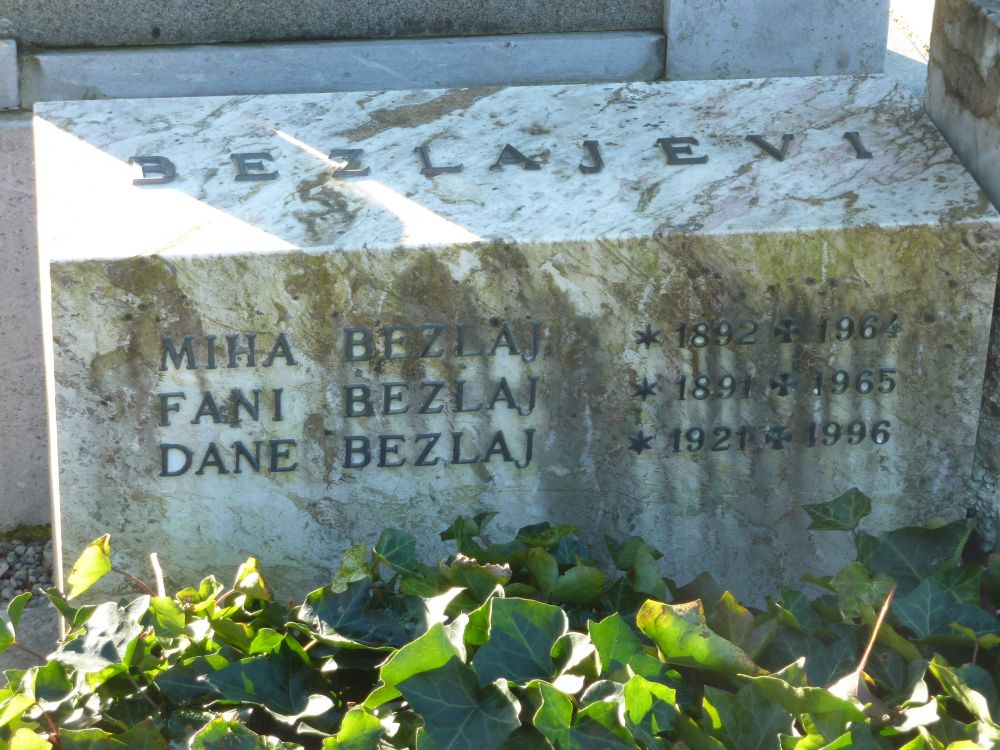 BEZLAJEVI
MIHA BEZLAJ ★ 1892 ✠ 1964
FANI BEZLAJ ★ 1891 ✠ 1965
DANE BEZLAJ ★ 1921 ✠ 1996